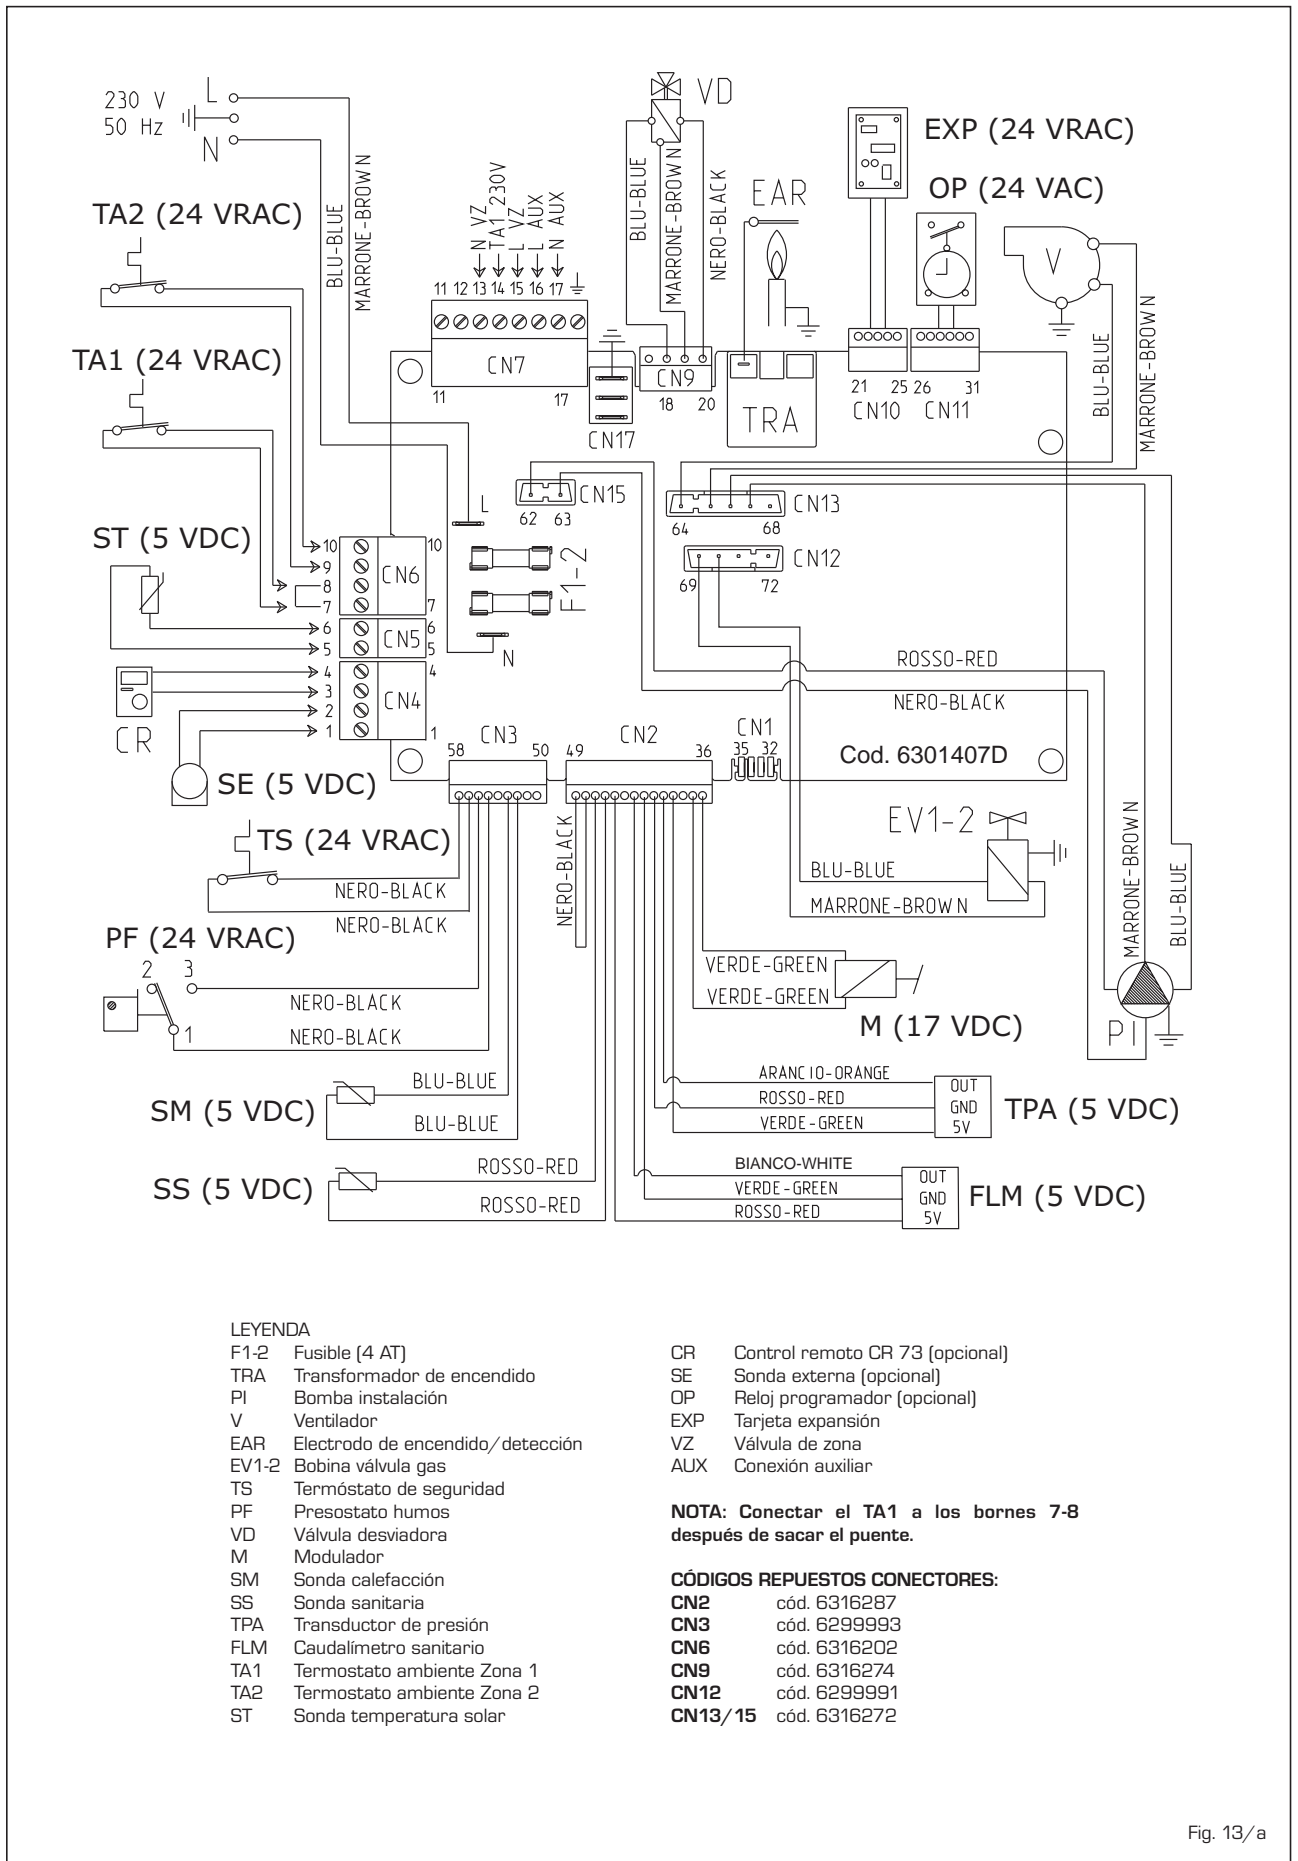 230 V
50 Hz
L
N
BLU-BLUE
MARRONE-BROWN
N VZ
TA1 230V
L VZ
L AUX
N AUX
11 12 13 14 15 16 17
CN7
11 17
VD
BLU-BLUE
MARRONE-BROWN
NERO-BLACK
CN9
18 20
CN17
EAR
TRA
EXP (24 VRAC)
OP (24 VAC)
21 25 26 31
CN10 CN11
V
BLU-BLUE
MARRONE-BROWN
TA2 (24 VRAC)
TA1 (24 VRAC)
ST (5 VDC)
CR
SE (5 VDC)
10 10
9
CN6
8
7 7
6 6
CN5
5 5
4 4
3
CN4
2
1 1
L
F1-2
N
CN15
62 63
CN13
64 68
CN12
69 72
ROSSO-RED
NERO-BLACK
CN3
58 50
CN2
49 36
CN1
35 32
Cod. 6301407D
TS (24 VRAC)
NERO-BLACK
NERO-BLACK
NERO-BLACK
EV1-2
BLU-BLUE
MARRONE-BROWN
MARRONE-BROWN
BLU-BLUE
PI
PF (24 VRAC)
2 3
1
NERO-BLACK
NERO-BLACK
VERDE-GREEN
VERDE-GREEN
M (17 VDC)
SM (5 VDC)
BLU-BLUE
BLU-BLUE
ARANCIO-ORANGE
ROSSO-RED
VERDE-GREEN
OUT
GND
5V
TPA (5 VDC)
SS (5 VDC)
ROSSO-RED
ROSSO-RED
BIANCO-WHITE
VERDE-GREEN
ROSSO-RED
OUT
GND
5V
FLM (5 VDC)
LEYENDA
F1-2 Fusible (4 AT)
TRA Transformador de encendido
PI Bomba instalación
V Ventilador
EAR Electrodo de encendido/detección
EV1-2 Bobina válvula gas
TS Termóstato de seguridad
PF Presostato humos
VD Válvula desviadora
M Modulador
SM Sonda calefacción
SS Sonda sanitaria
TPA Transductor de presión
FLM Caudalímetro sanitario
TA1 Termostato ambiente Zona 1
TA2 Termostato ambiente Zona 2
ST Sonda temperatura solar
CR Control remoto CR 73 (opcional)
SE Sonda externa (opcional)
OP Reloj programador (opcional)
EXP Tarjeta expansión
VZ Válvula de zona
AUX Conexión auxiliar
NOTA: Conectar el TA1 a los bornes 7-8
después de sacar el puente.
CÓDIGOS REPUESTOS CONECTORES:
CN2 cód. 6316287
CN3 cód. 6299993
CN6 cód. 6316202
CN9 cód. 6316274
CN12 cód. 6299991
CN13/15 cód. 6316272
Fig. 13/a